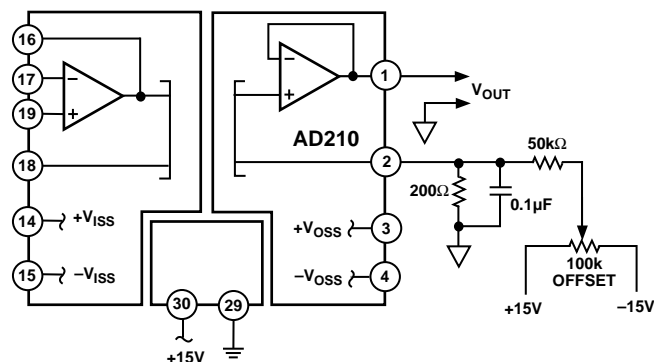 16
17
19
18
14
+VISS
15
−VISS
30
29
+15V
AD210
1
VOUT
2
200Ω
0.1µF
50kΩ
+VOSS
3
−VOSS
4
100k
OFFSET
+15V
−15V
−
+
−
+